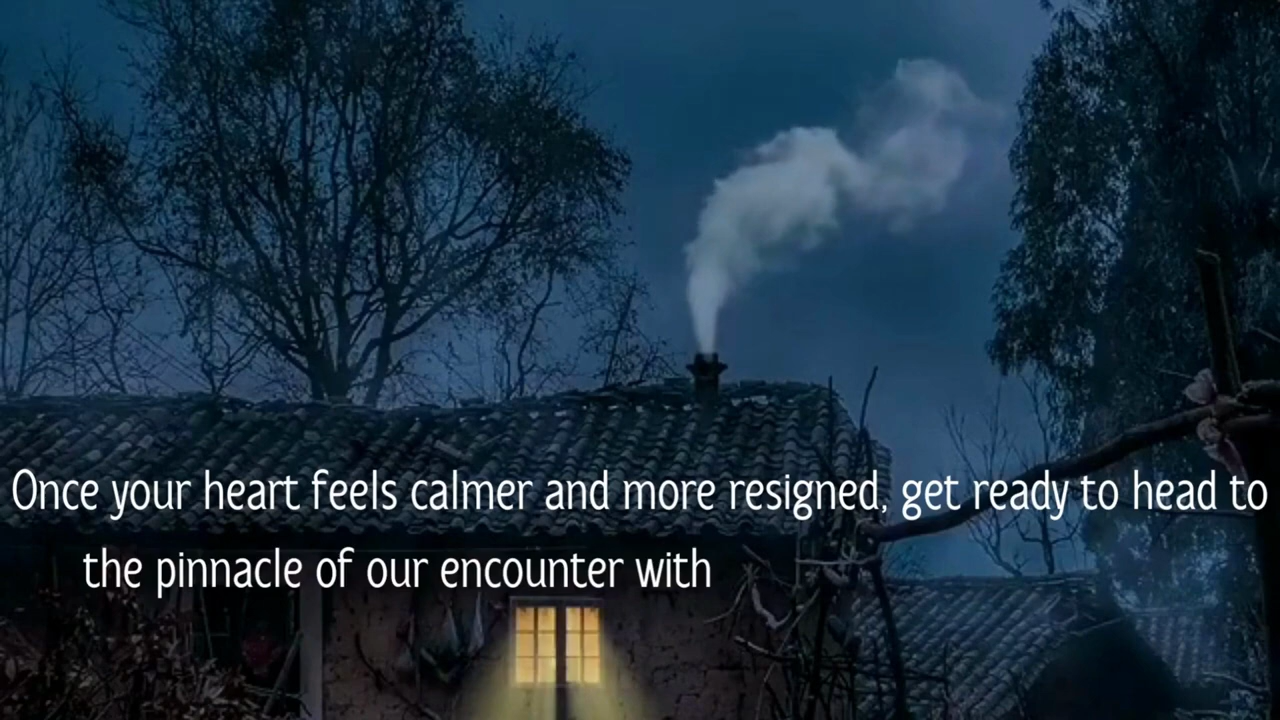 Once your heart feels calmer and more resigned, get ready to head to
the pinnacle of our encounter with